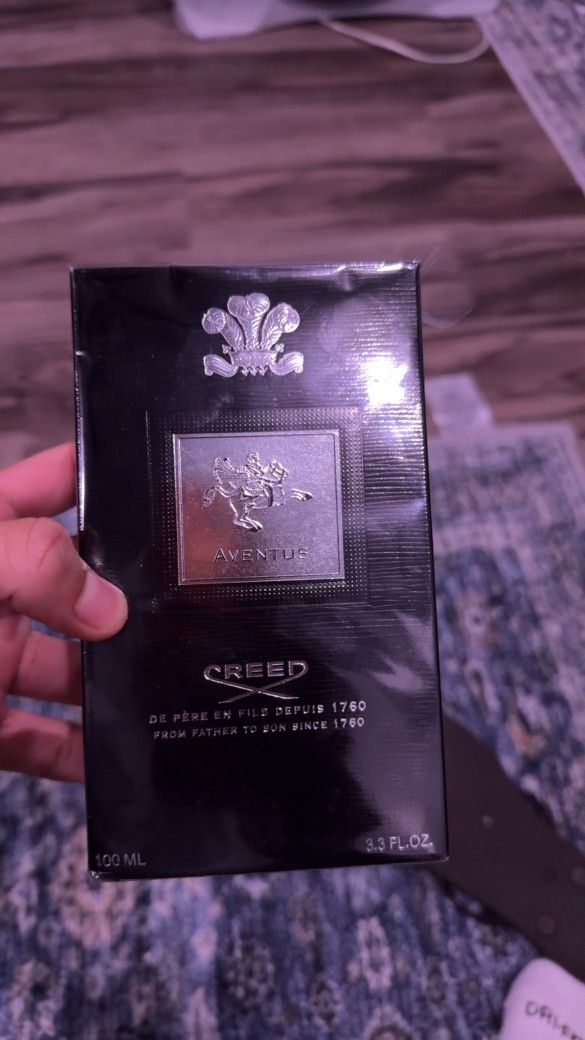 AVENTUS
CREED
DE PÈRE EN FILS DEPUIS 1760
FROM FATHER TO SON SINCE 1760
100 ML
3.3 FL.OZ.